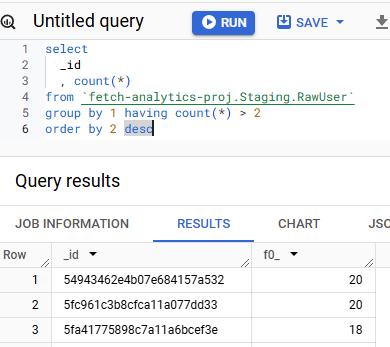 Untitled query RUN SAVE
1 select
2 _id
3 , count(*)
4 from `fetch-analytics-proj.Staging.RawUser`
5 group by 1 having count(*) > 2
6 order by 2 desc
Query results
JOB INFORMATION RESULTS CHART JSO
Row _id f0_
1 54943462e4b07e684157a532 20
2 5fc961c3b8cfca11a077dd33 20
3 5fa41775898c7a11a6bcef3e 18